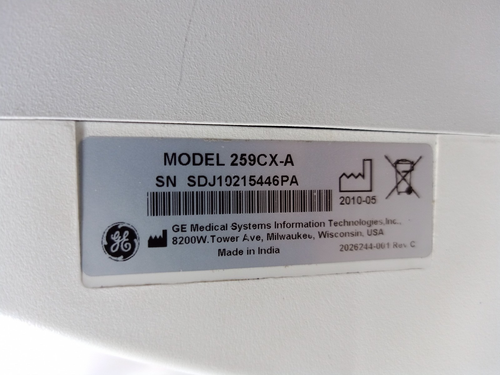 MODEL 259CX-A
SN SDJ10215446PA
2010-05
GE
GE Medical Systems Information Technologies,Inc.,
8200W.Tower Ave, Milwaukee, Wisconsin, USA
Made in India
2026244-001 Rev C